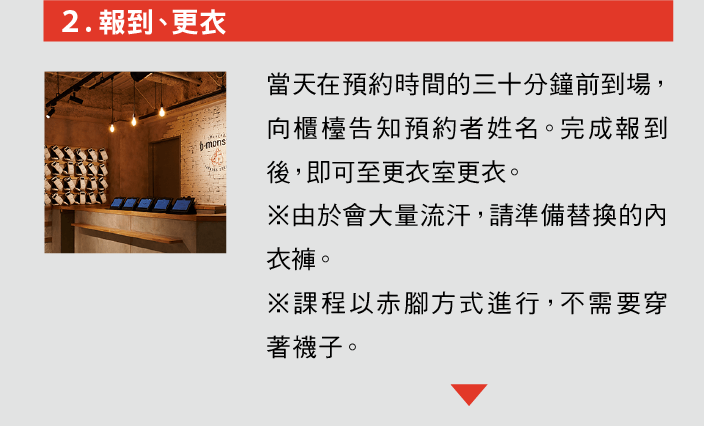 2. 報到、更衣
b-mons
當天在預約時間的三十分鐘前到場，
向櫃檯告知預約者姓名。完成報到
後，即可至更衣室更衣。
※由於會大量流汗，請準備替換的內
衣褲。
※課程以赤腳方式進行，不需要穿
著襪子。